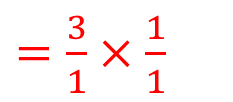 = 3/1 × 1/1